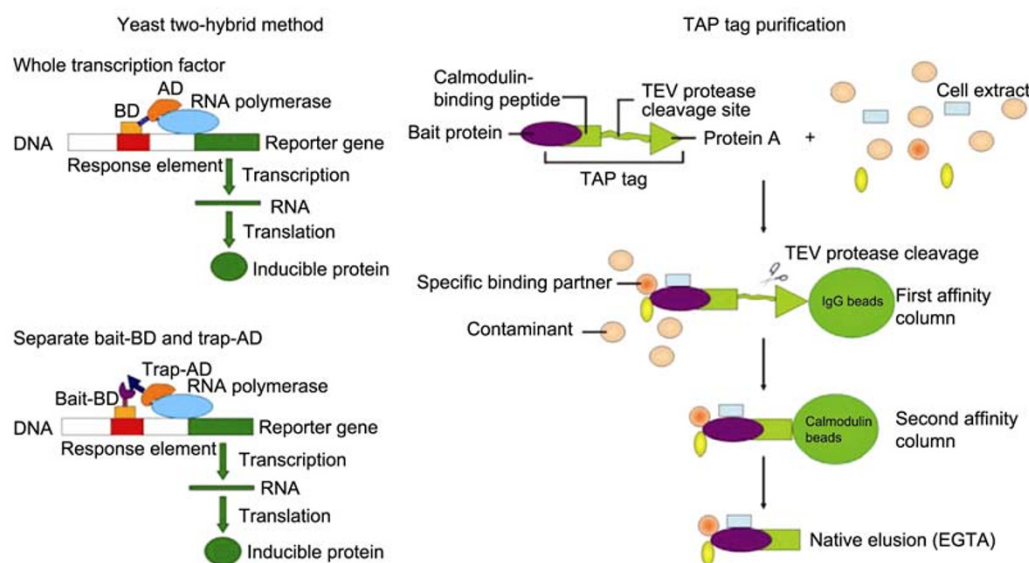 Yeast two-hybrid method
Whole transcription factor
AD
BD
RNA polymerase
DNA
Reporter gene
Response element
Transcription
RNA
Translation
Inducible protein
Separate bait-BD and trap-AD
Trap-AD
Bait-BD
RNA polymerase
DNA
Reporter gene
Response element
Transcription
RNA
Translation
Inducible protein
TAP tag purification
Calmodulin-
binding peptide
TEV protease
cleavage site
Cell extract
Bait protein
Protein A
+
TAP tag
TEV protease cleavage
Specific binding partner
IgG beads
First affinity
column
Contaminant
Calmodulin
beads
Second affinity
column
Native elusion (EGTA)